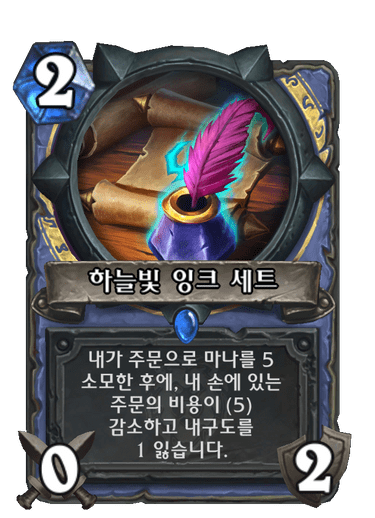 2
하늘빛 잉크 세트
내가 주문으로 마나를 5
소모한 후에, 내 손에 있는
주문의 비용이 (5)
감소하고 내구도를
1 잃습니다.
0
2